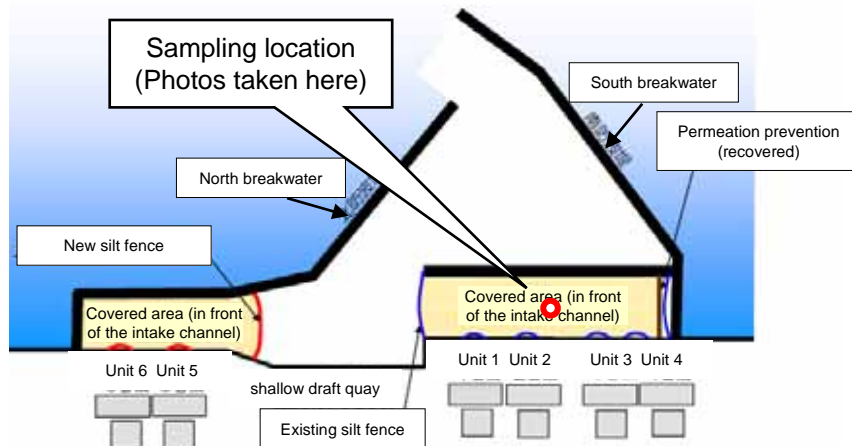 Sampling location
(Photos taken here)
South breakwater
Permeation prevention
(recovered)
North breakwater
New silt fence
Covered area (in front
of the intake channel)
Covered area (in front
of the intake channel)
Unit 6
Unit 5
Unit 1
Unit 2
Unit 3
Unit 4
shallow draft quay
Existing silt fence